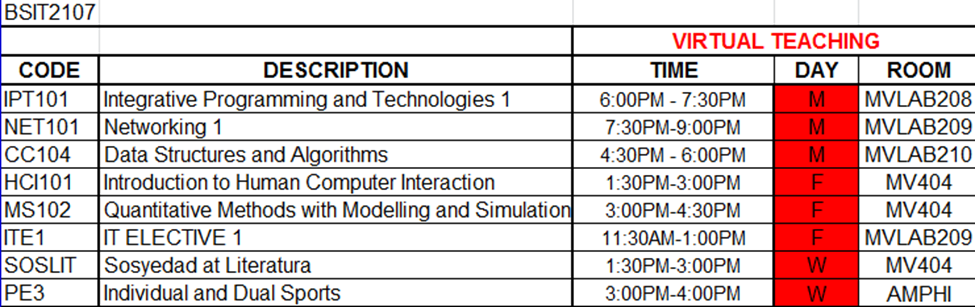 BSIT2107
VIRTUAL TEACHING
CODE DESCRIPTION TIME DAY ROOM
IPT101 Integrative Programming and Technologies 1 6:00PM - 7:30PM M MVLAB208
NET101 Networking 1 7:30PM-9:00PM M MVLAB209
CC104 Data Structures and Algorithms 4:30PM - 6:00PM M MVLAB210
HCI101 Introduction to Human Computer Interaction 1:30PM-3:00PM F MV404
MS102 Quantitative Methods with Modelling and Simulation 3:00PM-4:30PM F MV404
ITE1 IT ELECTIVE 1 11:30AM-1:00PM F MVLAB209
SOSLIT Sosyedad at Literatura 1:30PM-3:00PM W MV404
PE3 Individual and Dual Sports 3:00PM-4:00PM W AMPHI